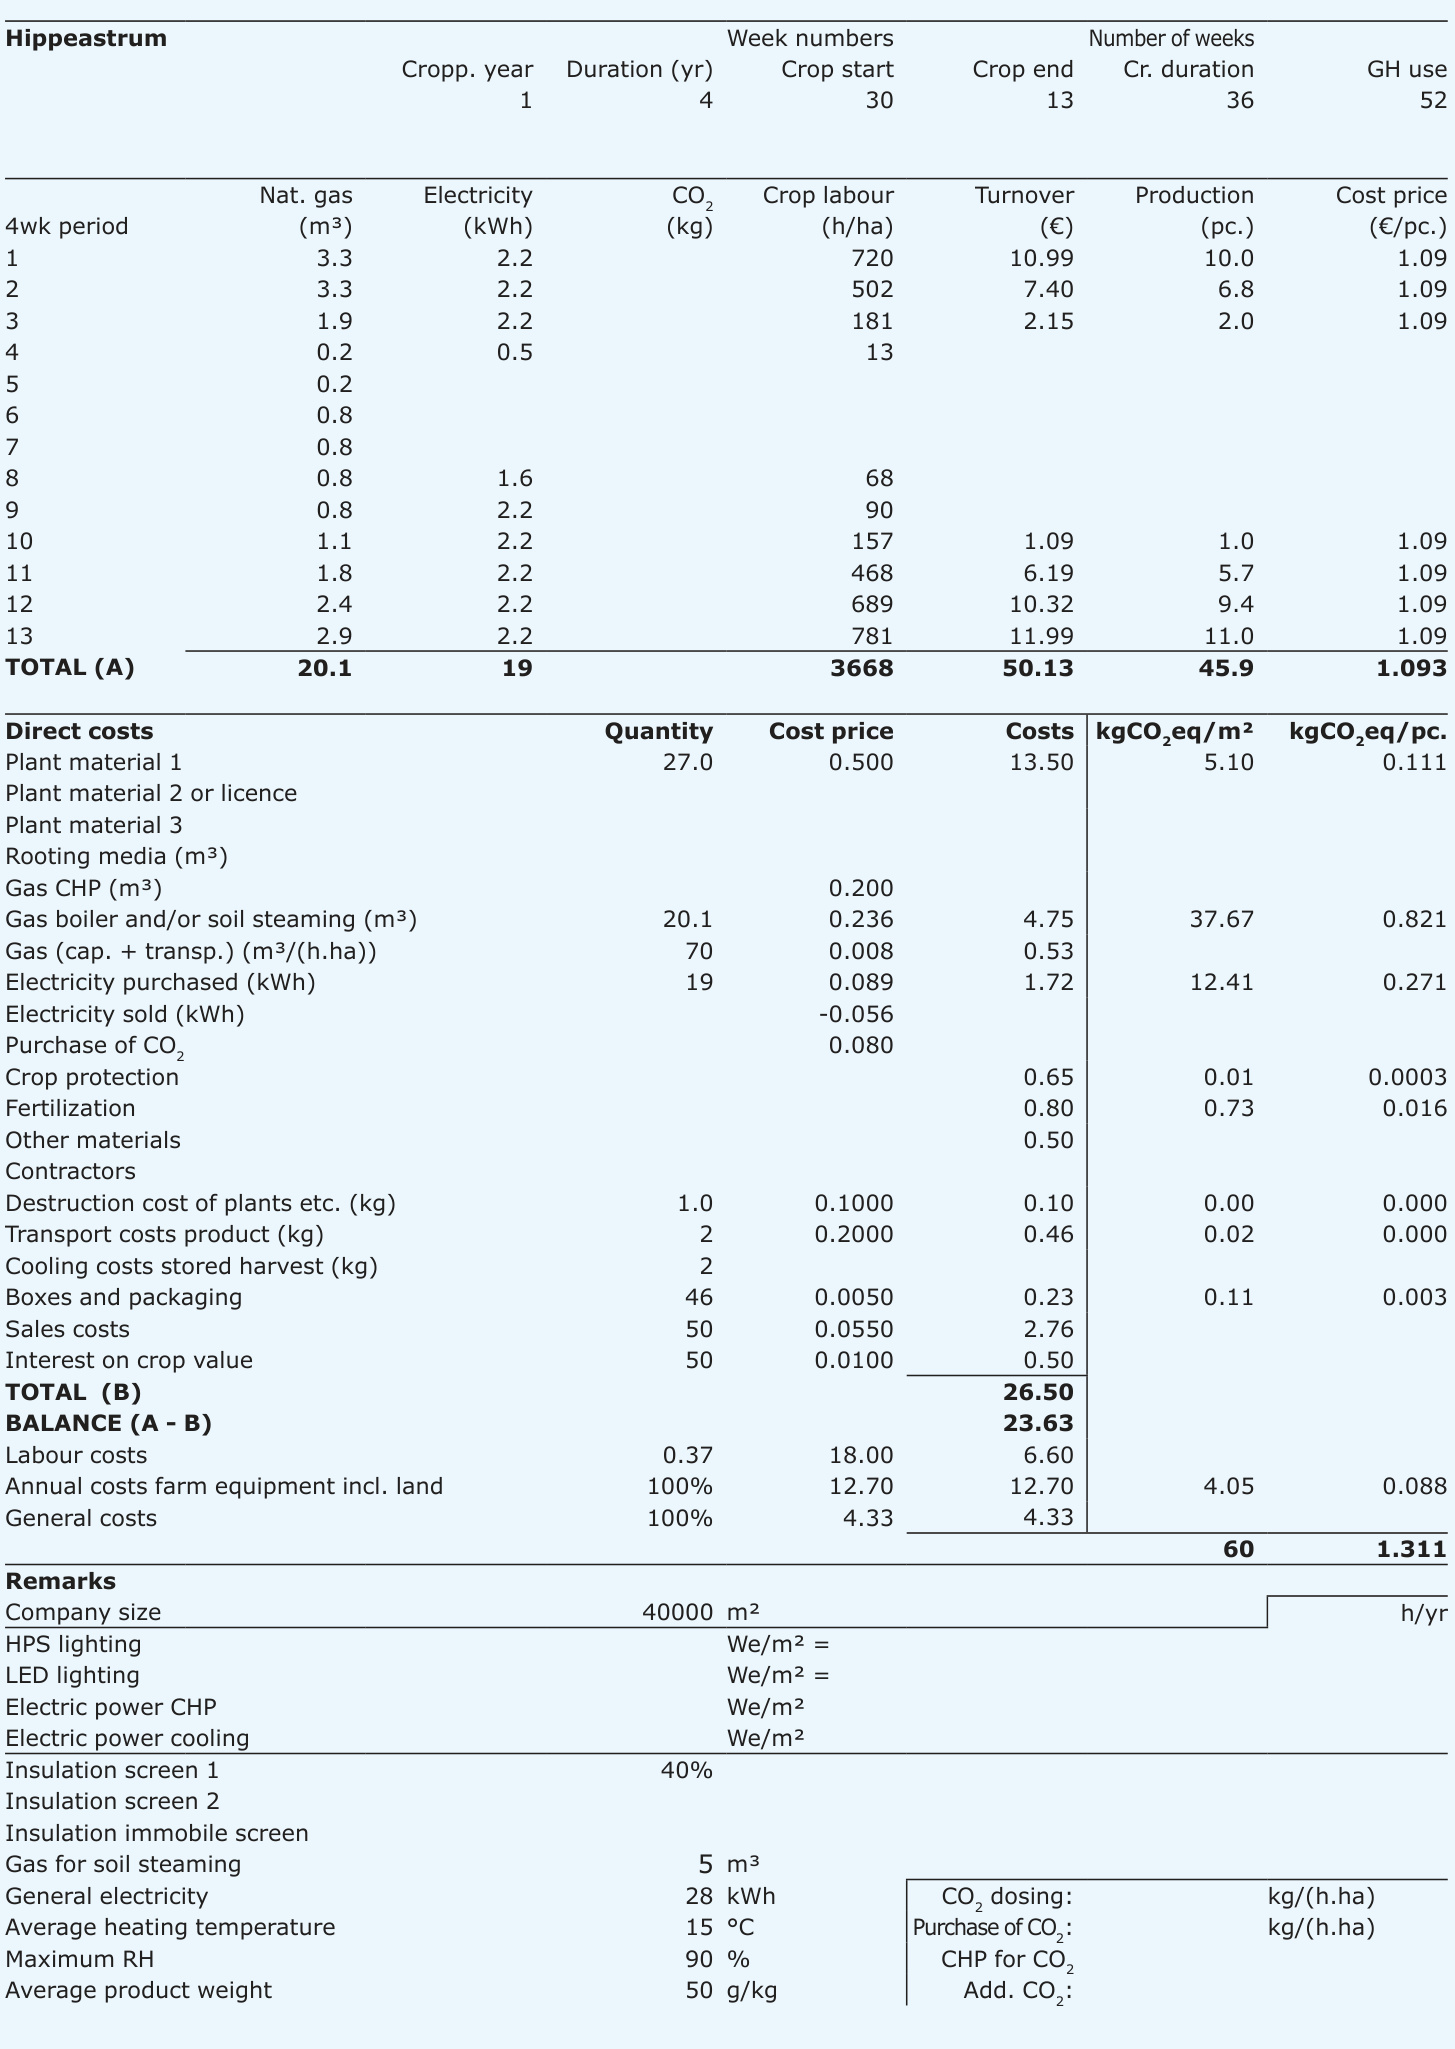 Hippeastrum Week numbers Number of weeks
Cropp. year Duration (yr) Crop start Crop end Cr. duration GH use
1 4 30 13 36 52
Nat. gas Electricity CO₂ Crop labour Turnover Production Cost price
4wk period (m³) (kWh) (kg) (h/ha) (€) (pc.) (€/pc.)
1 3.3 2.2 720 10.99 10.0 1.09
2 3.3 2.2 502 7.40 6.8 1.09
3 1.9 2.2 181 2.15 2.0 1.09
4 0.2 0.5 13
5 0.2
6 0.8
7 0.8
8 0.8 1.6 68
9 0.8 2.2 90
10 1.1 2.2 157 1.09 1.0 1.09
11 1.8 2.2 468 6.19 5.7 1.09
12 2.4 2.2 689 10.32 9.4 1.09
13 2.9 2.2 781 11.99 11.0 1.09
TOTAL (A) 20.1 19 3668 50.13 45.9 1.093
Direct costs Quantity Cost price Costs kgCO₂eq/m² kgCO₂eq/pc.
Plant material 1 27.0 0.500 13.50 5.10 0.111
Plant material 2 or licence
Plant material 3
Rooting media (m³)
Gas CHP (m³) 0.200
Gas boiler and/or soil steaming (m³) 20.1 0.236 4.75 37.67 0.821
Gas (cap. + transp.) (m³/(h.ha)) 70 0.008 0.53
Electricity purchased (kWh) 19 0.089 1.72 12.41 0.271
Electricity sold (kWh) -0.056
Purchase of CO₂ 0.080
Crop protection 0.65 0.01 0.0003
Fertilization 0.80 0.73 0.016
Other materials 0.50
Contractors
Destruction cost of plants etc. (kg) 1.0 0.1000 0.10 0.00 0.000
Transport costs product (kg) 2 0.2000 0.46 0.02 0.000
Cooling costs stored harvest (kg) 2
Boxes and packaging 46 0.0050 0.23 0.11 0.003
Sales costs 50 0.0550 2.76
Interest on crop value 50 0.0100 0.50
TOTAL (B) 26.50
BALANCE (A - B) 23.63
Labour costs 0.37 18.00 6.60
Annual costs farm equipment incl. land 100% 12.70 12.70 4.05 0.088
General costs 100% 4.33 4.33
60 1.311
Remarks
Company size 40000 m² h/yr
HPS lighting We/m² =
LED lighting We/m² =
Electric power CHP We/m²
Electric power cooling We/m²
Insulation screen 1 40%
Insulation screen 2
Insulation immobile screen
Gas for soil steaming 5 m³
General electricity 28 kWh CO₂ dosing: kg/(h.ha)
Average heating temperature 15 °C Purchase of CO₂: kg/(h.ha)
Maximum RH 90 % CHP for CO₂
Average product weight 50 g/kg Add. CO₂: